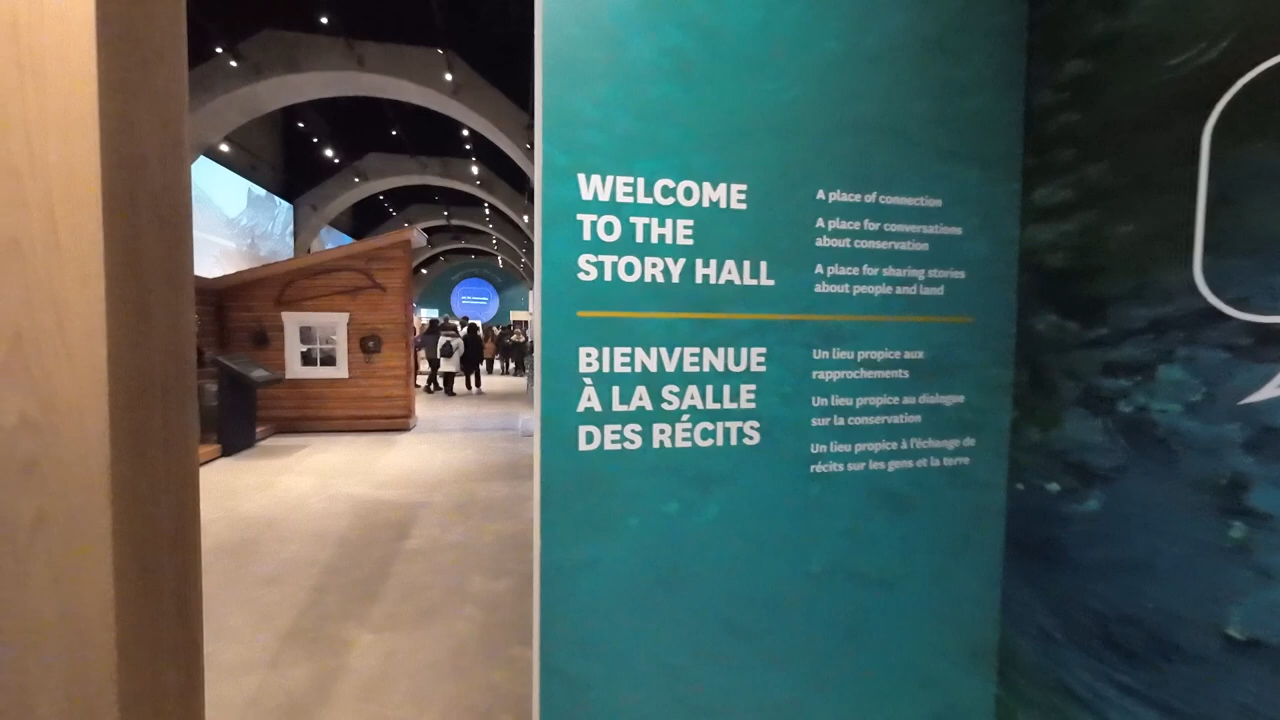 WELCOME
TO THE
STORY HALL
A place of connection
A place for conversations
about conservation
A place for sharing stories
about people and land
BIENVENUE
À LA SALLE
DES RÉCITS
Un lieu propice aux
rapprochements
Un lieu propice au dialogue
sur la conservation
Un lieu propice à l'échange de
récits sur les gens et la terre